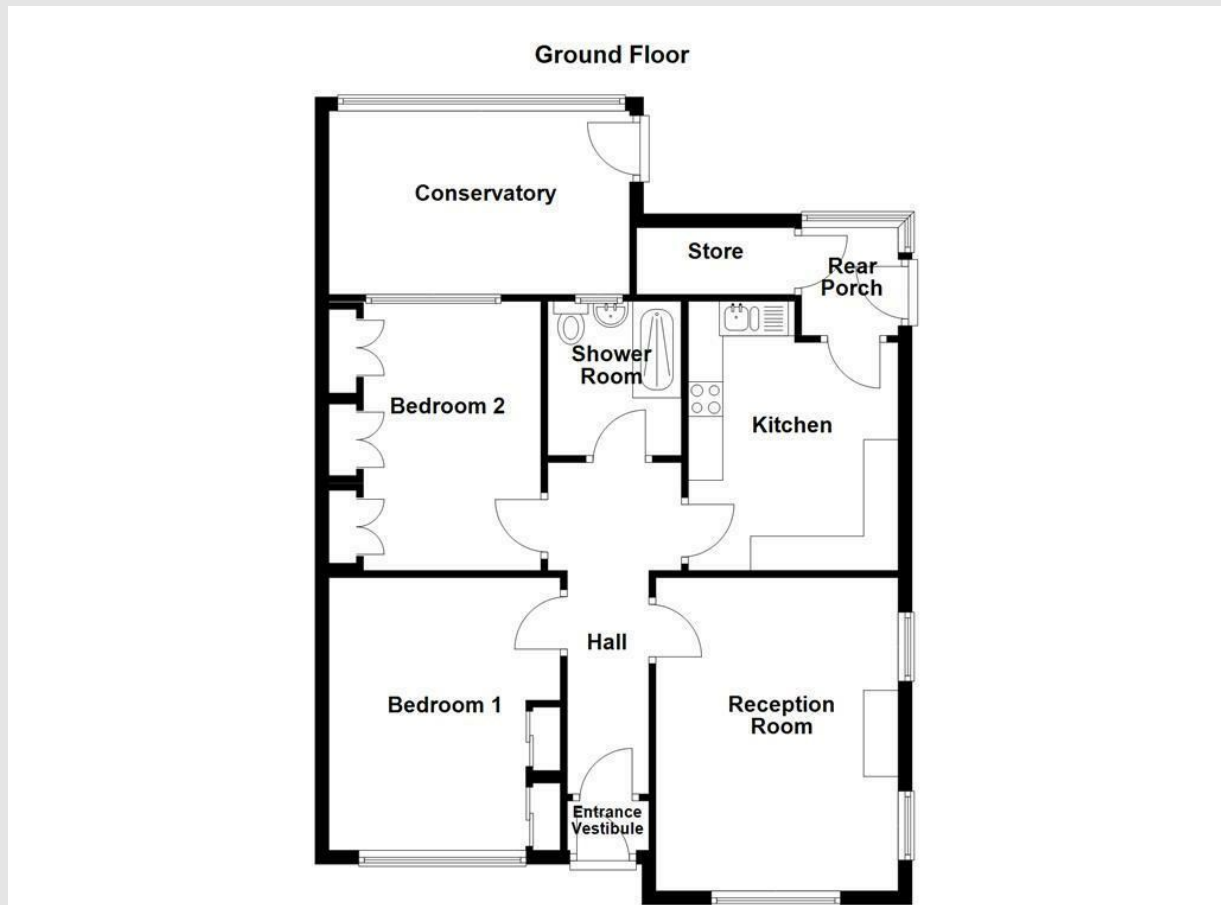 Ground Floor
Conservatory
Store
Rear
Porch
Shower
Room
Bedroom 2
Kitchen
Hall
Bedroom 1
Reception
Room
Entrance
Vestibule